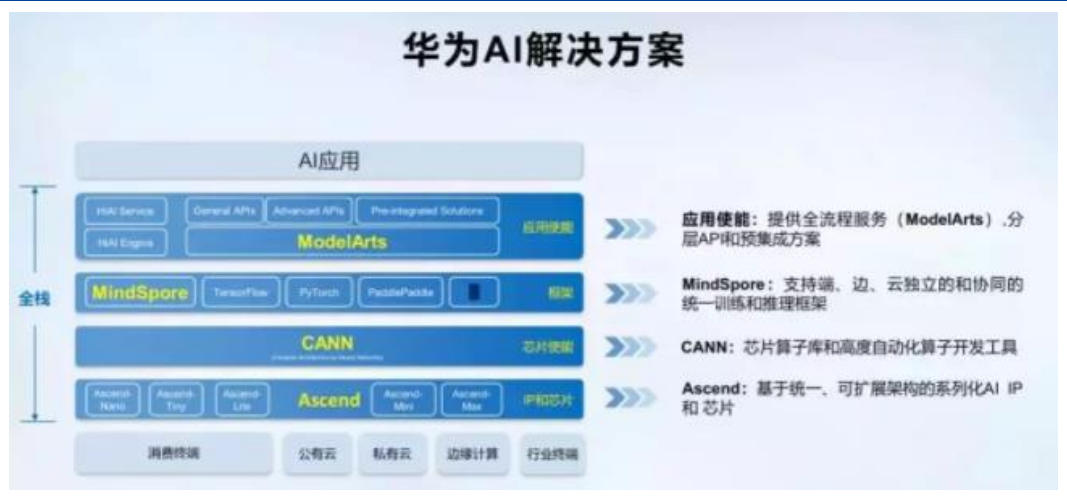 华为AI解决方案
AI应用
HiAI Service
General APIs
Advanced APIs
Pre-integrated Solutions
HiAI Engine
ModelArts
应用使能
应用使能：提供全流程服务（ModelArts）,分
层API和预集成方案
全栈
MindSpore
TensorFlow
PyTorch
PaddlePaddle
框架
MindSpore：支持端、边、云独立的和协同的
统一训练和推理框架
CANN
芯片使能
CANN：芯片算子库和高度自动化算子开发工具
Ascend-
Nano
Ascend-
Tiny
Ascend-
Lite
Ascend
Ascend-
Mini
Ascend-
Max
IP和芯片
Ascend：基于统一、可扩展架构的系列化AI IP
和 芯片
消费终端
公有云
私有云
边缘计算
行业终端